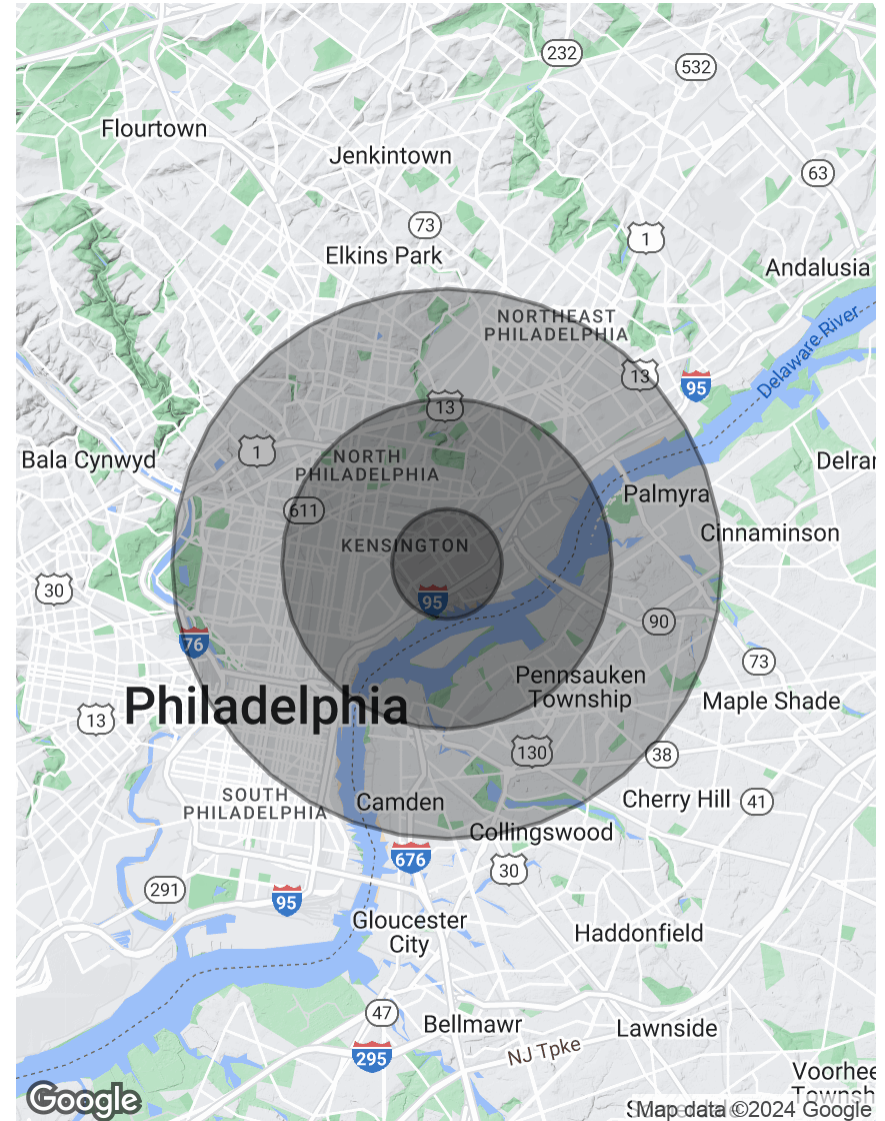 232
532
Flourtown
Jenkintown
63
73
1
Elkins Park
Andalusia
NORTHEAST
PHILADELPHIA
Delaware River
13
95
13
1
NORTH
PHILADELPHIA
Bala Cynwyd
Delran
611
Palmyra
Cinnaminson
KENSINGTON
30
95
90
76
73
Pennsauken
Township
Maple Shade
Philadelphia
13
130
38
SOUTH
PHILADELPHIA
Camden
Cherry Hill
41
Collingswood
676
30
291
95
Gloucester
City
Haddonfield
47
Bellmawr
Lawnside
NJ Tpke
295
Voorhee
Townsh
Google
Map data ©2024 Google